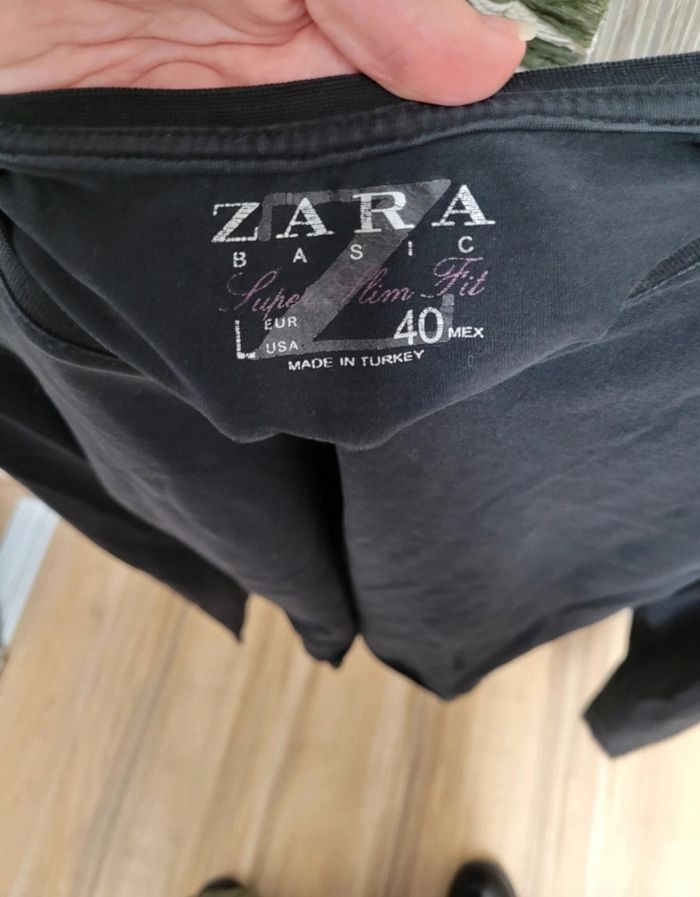 ZARA
BASIC
Super Slim Fit
L EUR USA 40 MEX
MADE IN TURKEY